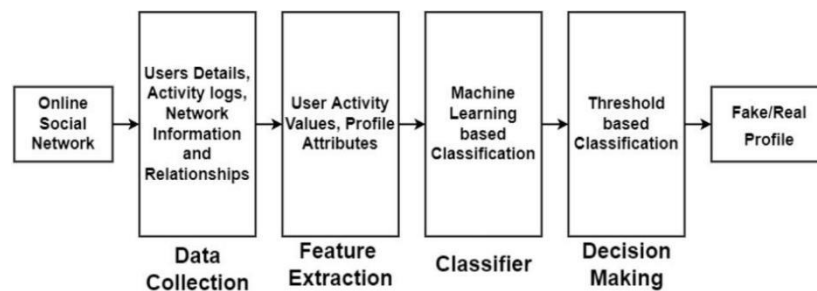 Online
Social
Network
Users Details,
Activity logs,
Network
Information
and
Relationships
User Activity
Values, Profile
Attributes
Machine
Learning
based
Classification
Threshold
based
Classification
Fake/Real
Profile
Data
Collection
Feature
Extraction
Classifier
Decision
Making